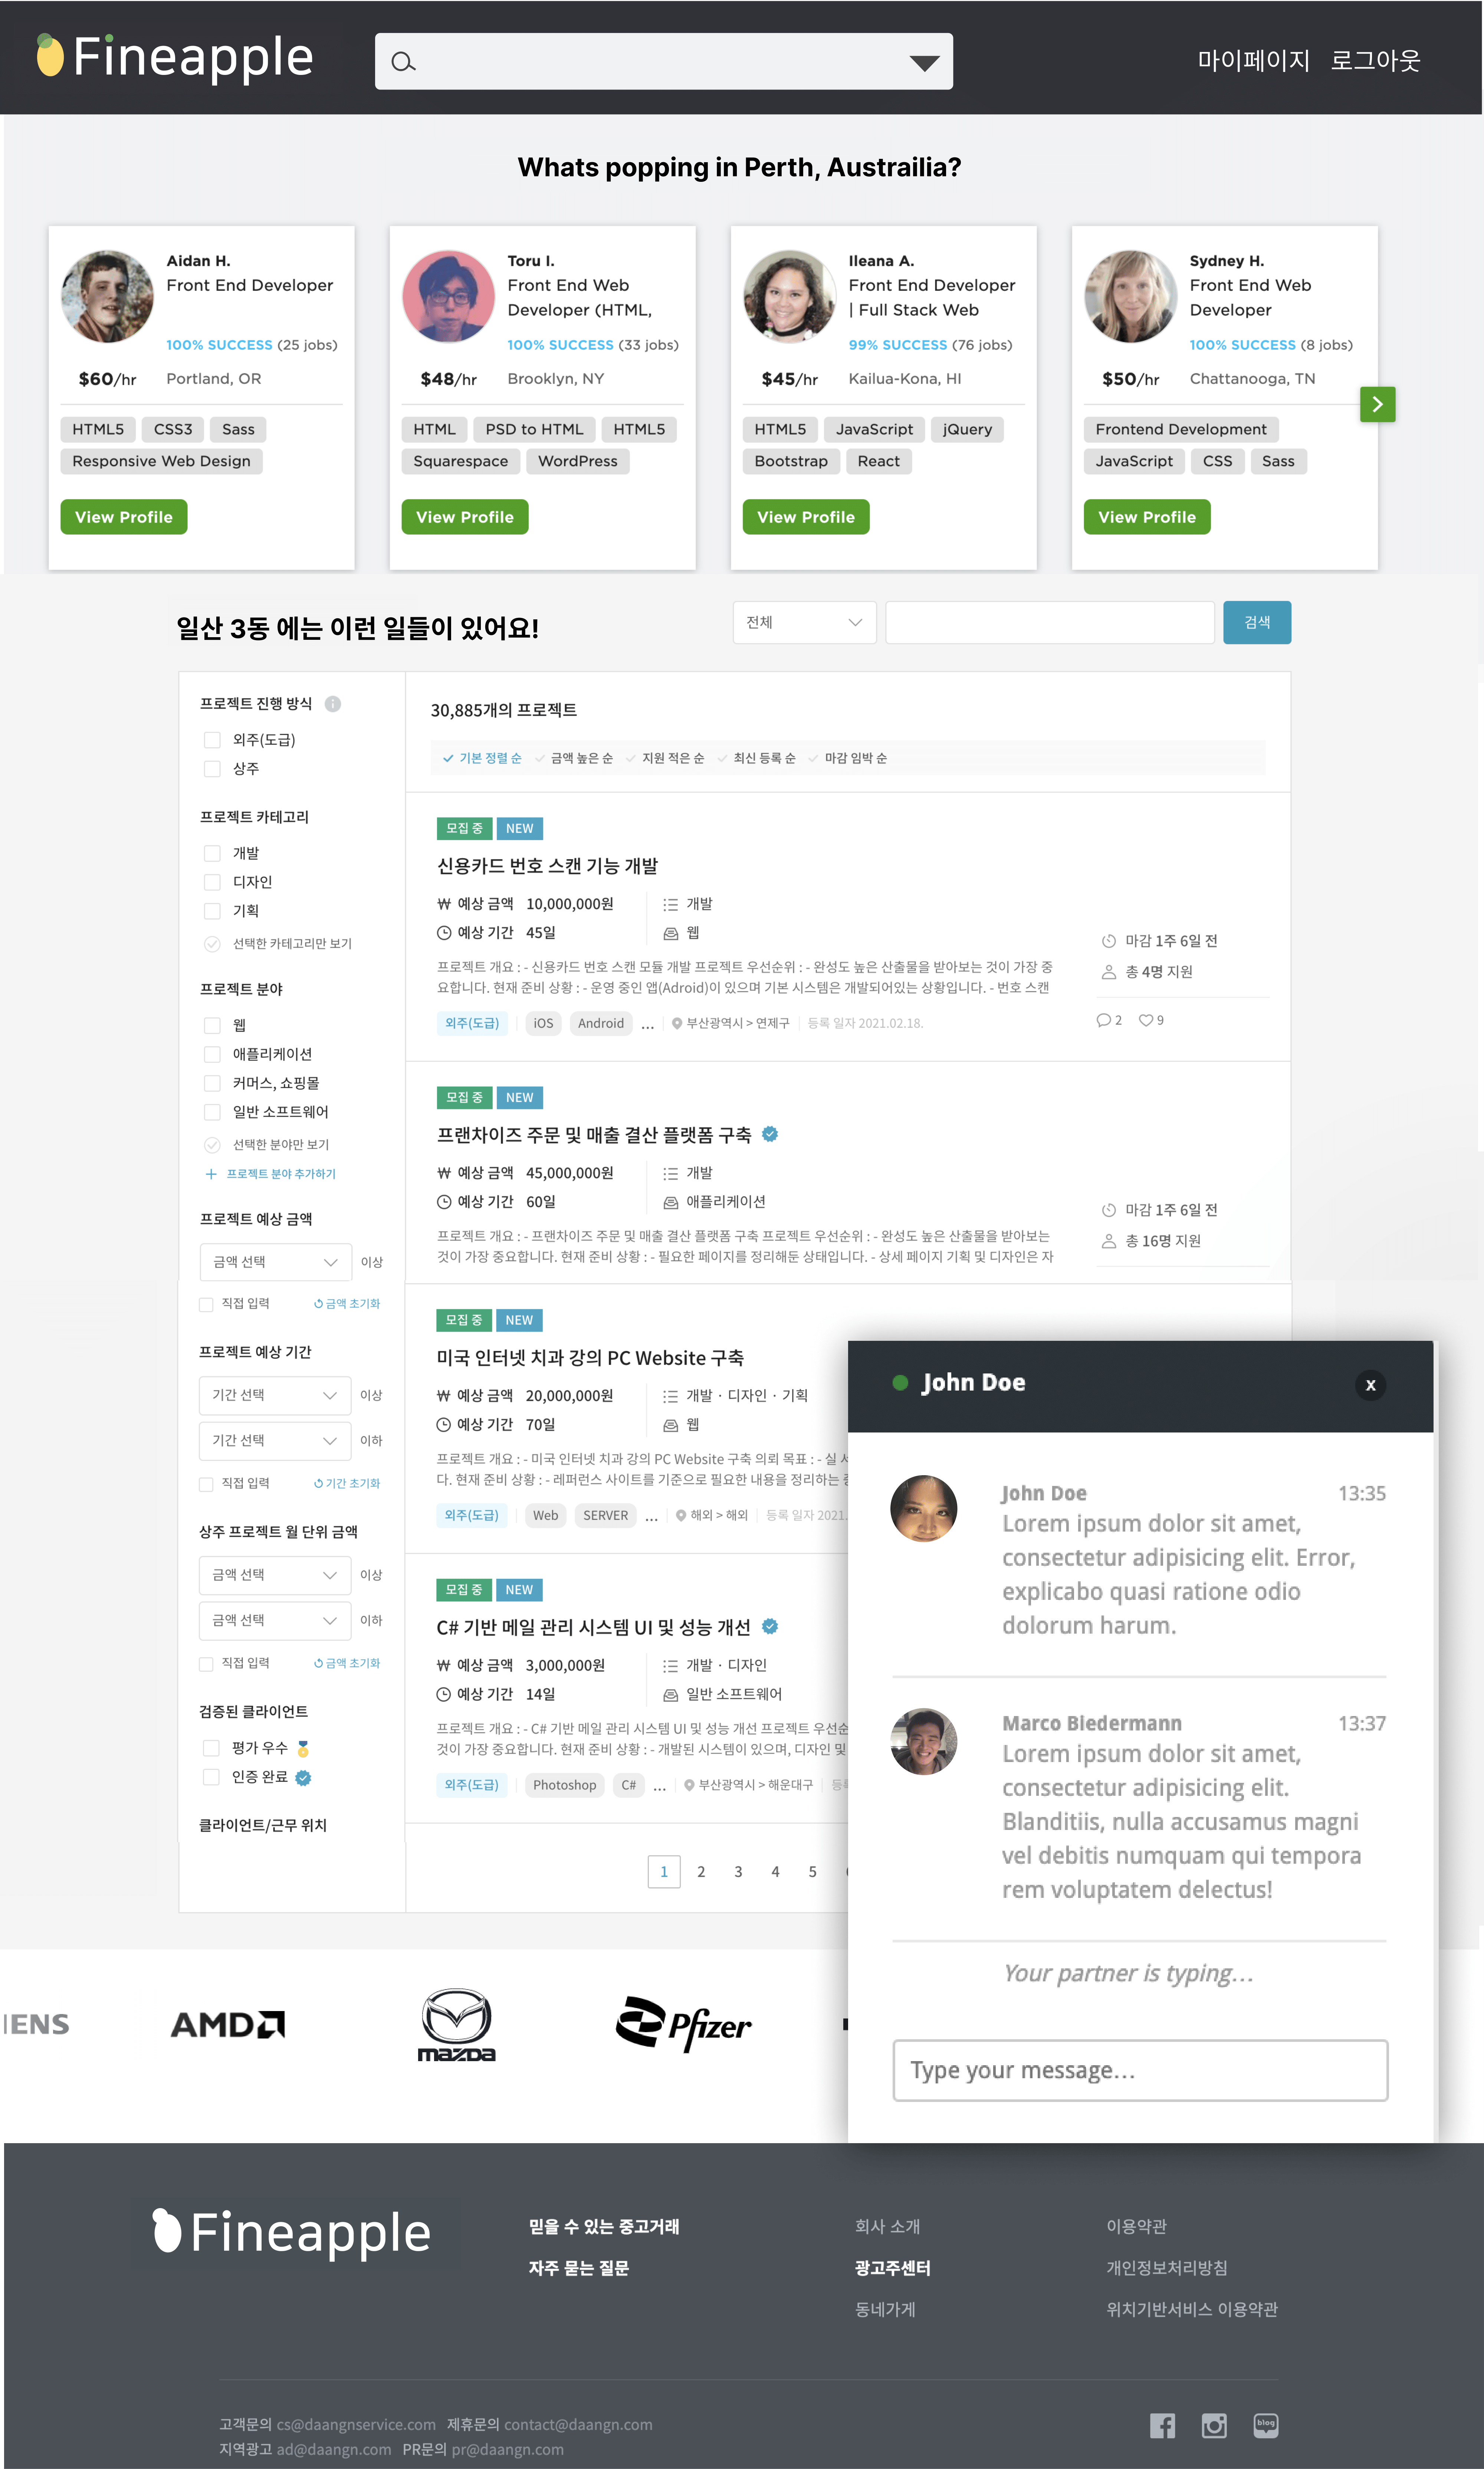 Fineapple
마이페이지 로그아웃
Whats popping in Perth, Austrailia?
Aidan H.
Front End Developer
100% SUCCESS (25 jobs)
$60/hr Portland, OR
HTML5 CSS3 Sass
Responsive Web Design
View Profile
Toru I.
Front End Web
Developer (HTML,
100% SUCCESS (33 jobs)
$48/hr Brooklyn, NY
HTML PSD to HTML HTML5
Squarespace WordPress
View Profile
Ileana A.
Front End Developer
| Full Stack Web
99% SUCCESS (76 jobs)
$45/hr Kailua-Kona, HI
HTML5 JavaScript jQuery
Bootstrap React
View Profile
Sydney H.
Front End Web
Developer
100% SUCCESS (8 jobs)
$50/hr Chattanooga, TN
Frontend Development
JavaScript CSS Sass
View Profile
일산 3동 에는 이런 일들이 있어요!
전체
검색
프로젝트 진행 방식
외주(도급)
상주
프로젝트 카테고리
개발
디자인
기획
선택한 카테고리만 보기
프로젝트 분야
웹
애플리케이션
커머스, 쇼핑몰
일반 소프트웨어
선택한 분야만 보기
+ 프로젝트 분야 추가하기
프로젝트 예상 금액
금액 선택 이상
직접 입력 금액 초기화
프로젝트 예상 기간
기간 선택 이상
기간 선택 이하
직접 입력 기간 초기화
상주 프로젝트 월 단위 금액
금액 선택 이상
금액 선택 이하
직접 입력 금액 초기화
검증된 클라이언트
평가 우수
인증 완료
클라이언트/근무 위치
30,885개의 프로젝트
기본 정렬 순 금액 높은 순 지원 적은 순 최신 등록 순 마감 임박 순
모집 중 NEW
신용카드 번호 스캔 기능 개발
₩ 예상 금액 10,000,000원 개발
예상 기간 45일 웹
프로젝트 개요 : - 신용카드 번호 스캔 모듈 개발 프로젝트 우선순위 : - 완성도 높은 산출물을 받아보는 것이 가장 중
요합니다. 현재 준비 상황 : - 운영 중인 앱(Adroid)이 있으며 기본 시스템은 개발되어있는 상황입니다. - 번호 스캔
외주(도급) iOS Android ... 부산광역시 > 연제구 등록 일자 2021.02.18.
마감 1주 6일 전
총 4명 지원
2 9
모집 중 NEW
프랜차이즈 주문 및 매출 결산 플랫폼 구축
₩ 예상 금액 45,000,000원 개발
예상 기간 60일 애플리케이션
프로젝트 개요 : - 프랜차이즈 주문 및 매출 결산 플랫폼 구축 프로젝트 우선순위 : - 완성도 높은 산출물을 받아보는
것이 가장 중요합니다. 현재 준비 상황 : - 필요한 페이지를 정리해둔 상태입니다. - 상세 페이지 기획 및 디자인은 자
마감 1주 6일 전
총 16명 지원
모집 중 NEW
미국 인터넷 치과 강의 PC Website 구축
₩ 예상 금액 20,000,000원 개발 · 디자인 · 기획
예상 기간 70일 웹
프로젝트 개요 : - 미국 인터넷 치과 강의 PC Website 구축 의뢰 목표 : - 실
다. 현재 준비 상황 : - 레퍼런스 사이트를 기준으로 필요한 내용을 정리하는
외주(도급) Web SERVER ... 해외 > 해외 등록 일자 2021.
모집 중 NEW
C# 기반 메일 관리 시스템 UI 및 성능 개선
₩ 예상 금액 3,000,000원 개발 · 디자인
예상 기간 14일 일반 소프트웨어
프로젝트 개요 : - C# 기반 메일 관리 시스템 UI 및 성능 개선 프로젝트 우선순
것이 가장 중요합니다. 현재 준비 상황 : - 개발된 시스템이 있으며, 디자인 및
외주(도급) Photoshop C# ... 부산광역시 > 해운대구
1 2 3 4 5
John Doe x
John Doe 13:35
Lorem ipsum dolor sit amet,
consectetur adipisicing elit. Error,
explicabo quasi ratione odio
dolorum harum.
Marco Biedermann 13:37
Lorem ipsum dolor sit amet,
consectetur adipisicing elit.
Blanditiis, nulla accusamus magni
vel debitis numquam qui tempora
rem voluptatem delectus!
Your partner is typing...
Type your message...
IENS AMD mazda Pfizer
Fineapple
믿을 수 있는 중고거래
자주 묻는 질문
회사 소개
광고주센터
동네가게
이용약관
개인정보처리방침
위치기반서비스 이용약관
고객문의 cs@daangnservice.com 제휴문의 contact@daangn.com
지역광고 ad@daangn.com PR문의 pr@daangn.com
blog